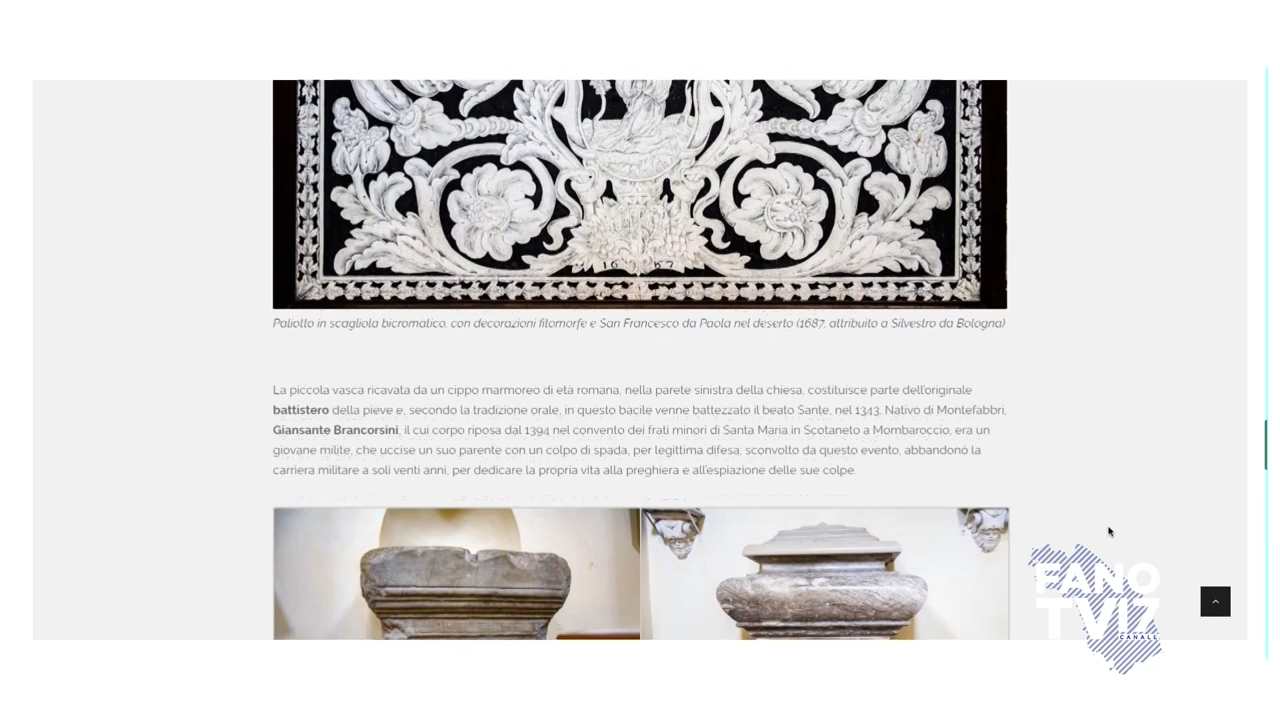 1687
Paliotto in scagliola bicromatico, con decorazioni fitomorfe e San Francesco da Paola nel deserto (1687, attribuito a Silvestro da Bologna)
La piccola vasca ricavata da un cippo marmoreo di età romana, nella parete sinistra della chiesa, costituisce parte dell'originale
battistero della pieve e, secondo la tradizione orale, in questo bacile venne battezzato il beato Sante, nel 1343. Nativo di Montefabbri,
Giansante Brancorsini, il cui corpo riposa dal 1394 nel convento dei frati minori di Santa Maria in Scotaneto a Mombaroccio, era un
giovane milite, che uccise un suo parente con un colpo di spada, per legittima difesa; sconvolto da questo evento, abbandonò la
carriera militare a soli venti anni, per dedicare la propria vita alla preghiera e all'espiazione delle sue colpe.
FANO
TV17
CANALE